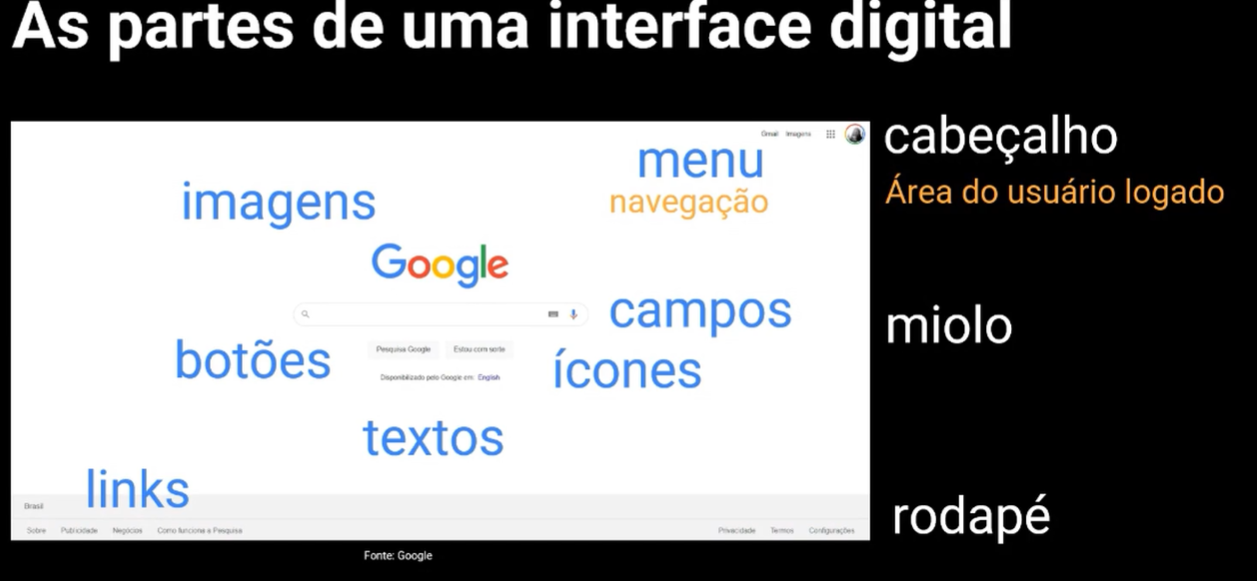 As partes de uma interface digital
Gmail Imagens
cabeçalho
menu
Área do usuário logado
navegação
imagens
Google
campos
miolo
botões
Pesquisa Google
Estou com sorte
ícones
Disponibilizado pelo Google em: English
textos
links
Brasil
rodapé
Sobre Publicidade Negócios Como funciona a Pesquisa
Privacidade Termos Configurações
Fonte: Google